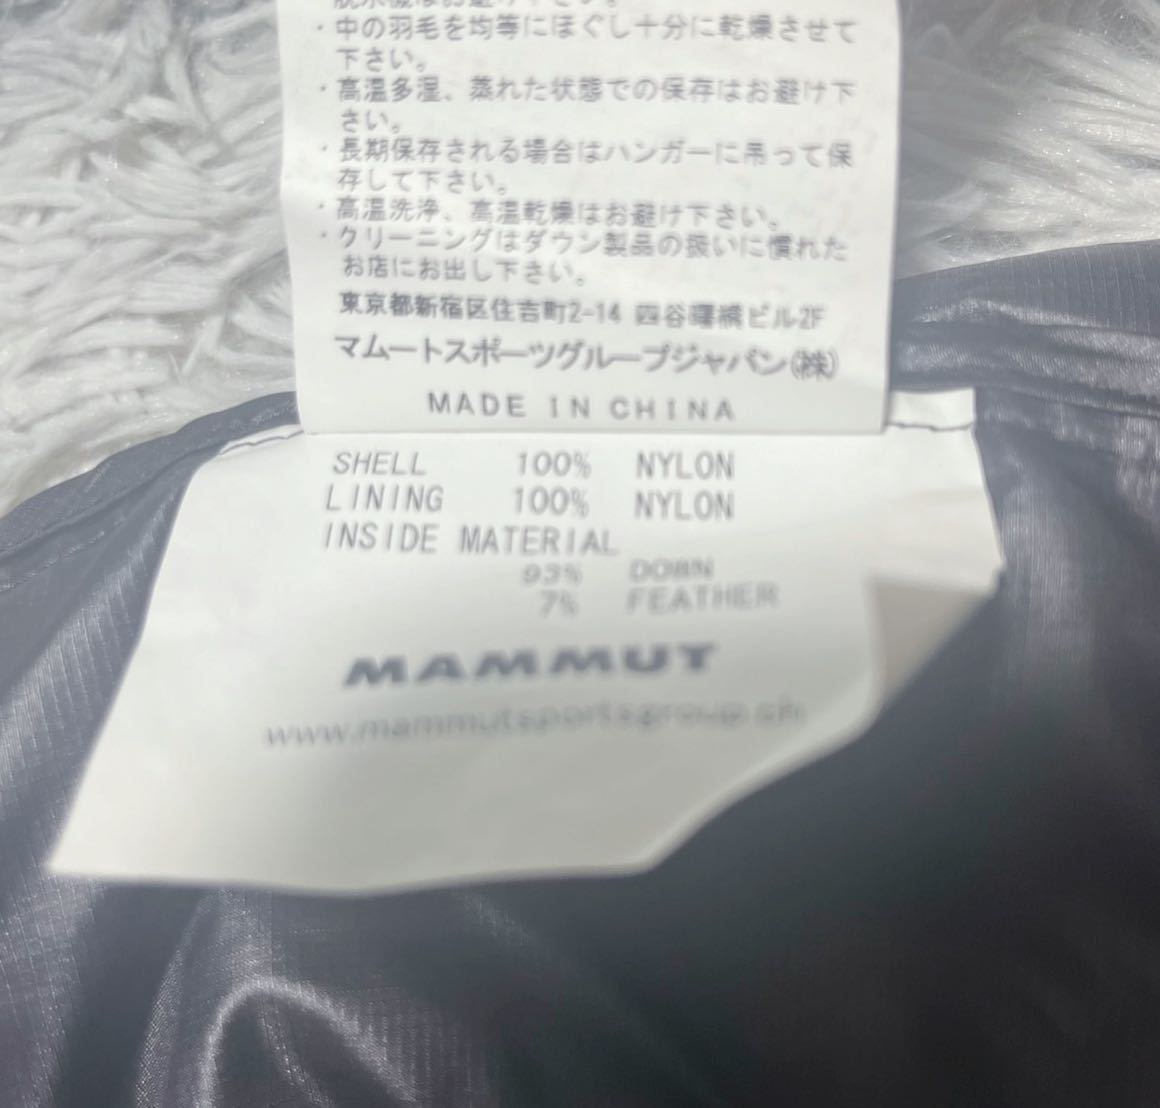 ・中の羽毛を均等にほぐし十分に乾燥させて
下さい。
・高温多湿、蒸れた状態での保存はお避け下
さい。
・長期保存される場合はハンガーに吊って保
存して下さい。
・高温洗浄、高温乾燥はお避け下さい。
・クリーニングはダウン製品の扱いに慣れた
お店にお出し下さい。
東京都新宿区住吉町2-14 四谷曙橋ビル2F
マムートスポーツグループジャパン(株)
MADE IN CHINA
SHELL 100% NYLON
LINING 100% NYLON
INSIDE MATERIAL
93% DOWN
7% FEATHER
MAMMUT
www.mammutsportsgroup.ch